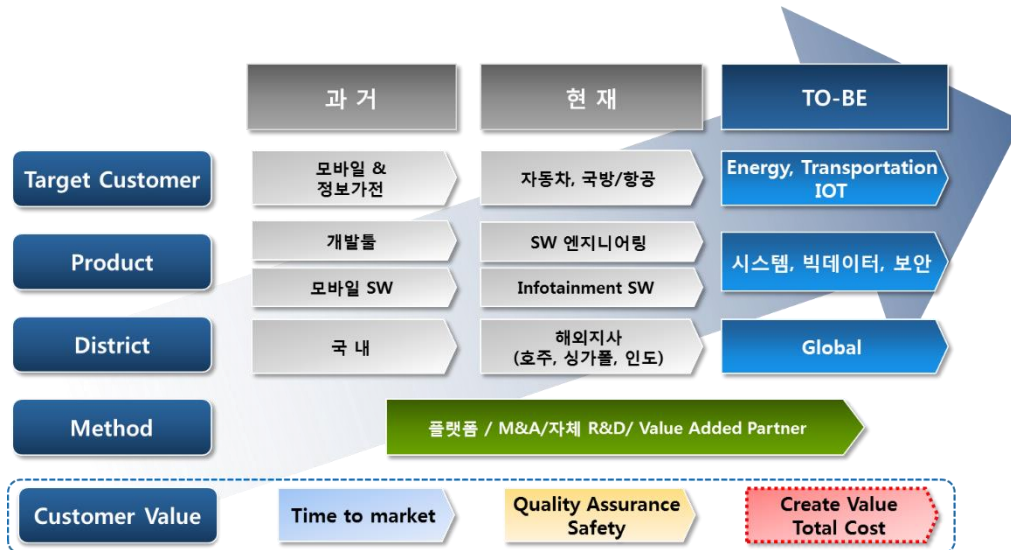 과 거
현 재
TO-BE
Target Customer
모바일 &
정보가전
자동차, 국방/항공
Energy, Transportation
IOT
Product
개발툴
SW 엔지니어링
시스템, 빅데이터, 보안
모바일 SW
Infotainment SW
District
국 내
해외지사
(호주, 싱가폴, 인도)
Global
Method
플랫폼 / M&A/자체 R&D/ Value Added Partner
Customer Value
Time to market
Quality Assurance
Safety
Create Value
Total Cost